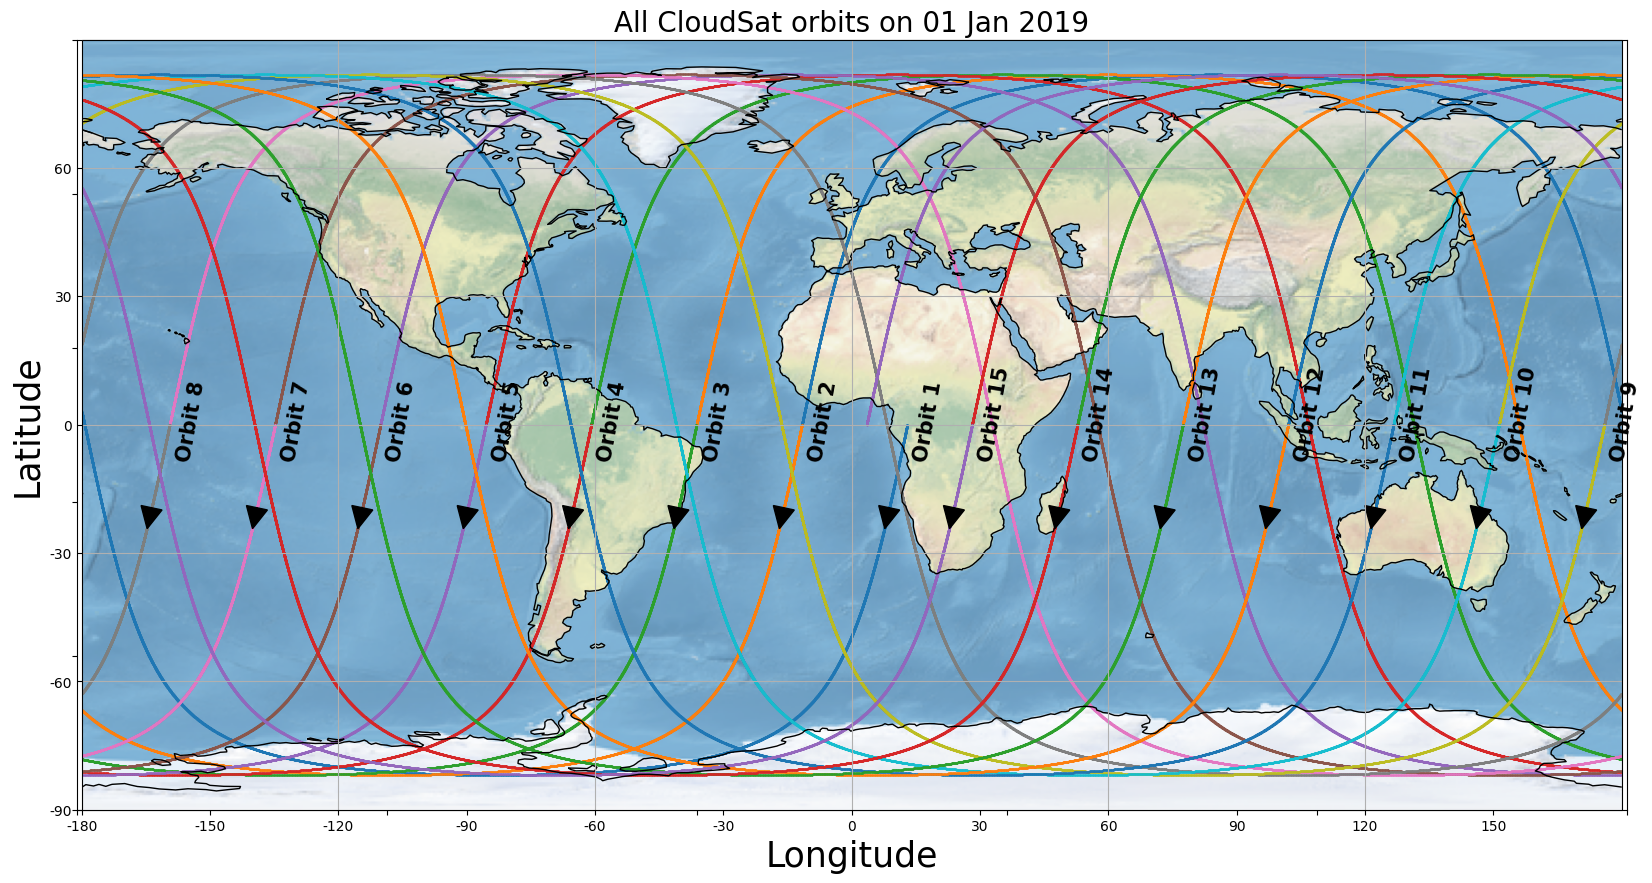 All CloudSat orbits on 01 Jan 2019
Latitude
60
30
0
-30
-60
-90
Orbit 8
Orbit 7
Orbit 6
Orbit 5
Orbit 4
Orbit 3
Orbit 2
Orbit 1
Orbit 15
Orbit 14
Orbit 13
Orbit 12
Orbit 11
Orbit 10
Orbit 9
-180
-150
-120
-90
-60
-30
0
30
60
90
120
150
Longitude